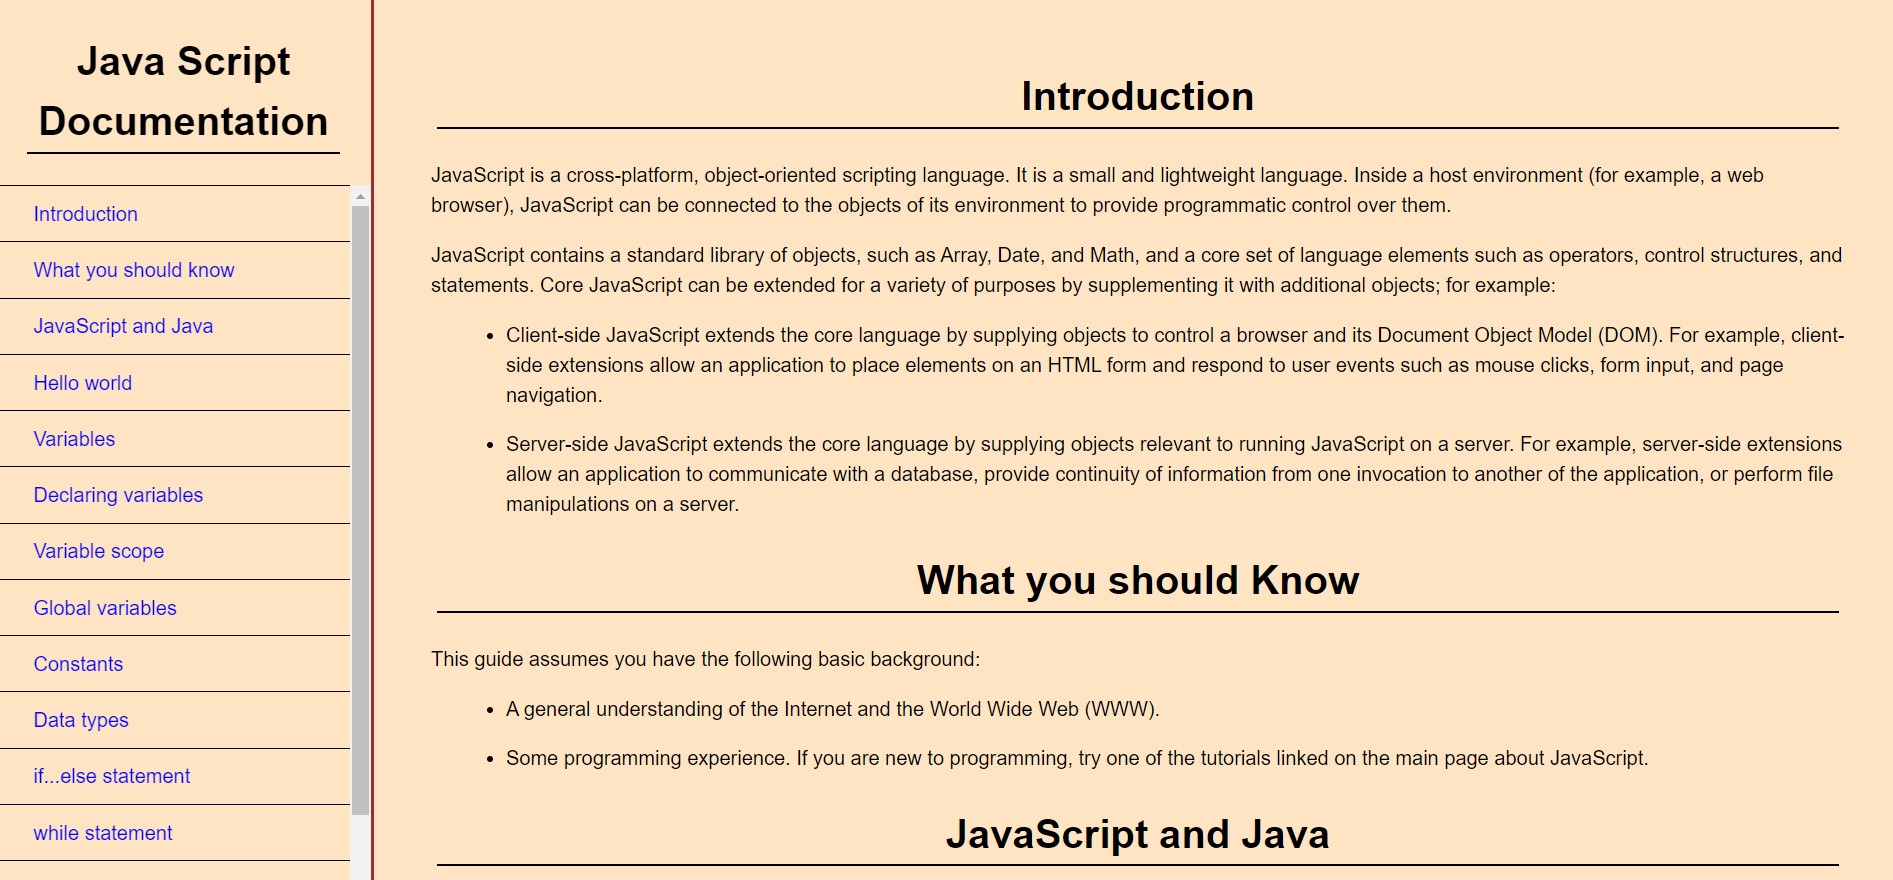 Java Script
Documentation
Introduction
What you should know
JavaScript and Java
Hello world
Variables
Declaring variables
Variable scope
Global variables
Constants
Data types
if...else statement
while statement
Introduction
JavaScript is a cross-platform, object-oriented scripting language. It is a small and lightweight language. Inside a host environment (for example, a web
browser), JavaScript can be connected to the objects of its environment to provide programmatic control over them.
JavaScript contains a standard library of objects, such as Array, Date, and Math, and a core set of language elements such as operators, control structures, and
statements. Core JavaScript can be extended for a variety of purposes by supplementing it with additional objects; for example:
• Client-side JavaScript extends the core language by supplying objects to control a browser and its Document Object Model (DOM). For example, client-
side extensions allow an application to place elements on an HTML form and respond to user events such as mouse clicks, form input, and page
navigation.
• Server-side JavaScript extends the core language by supplying objects relevant to running JavaScript on a server. For example, server-side extensions
allow an application to communicate with a database, provide continuity of information from one invocation to another of the application, or perform file
manipulations on a server.
What you should Know
This guide assumes you have the following basic background:
• A general understanding of the Internet and the World Wide Web (WWW).
• Some programming experience. If you are new to programming, try one of the tutorials linked on the main page about JavaScript.
JavaScript and Java